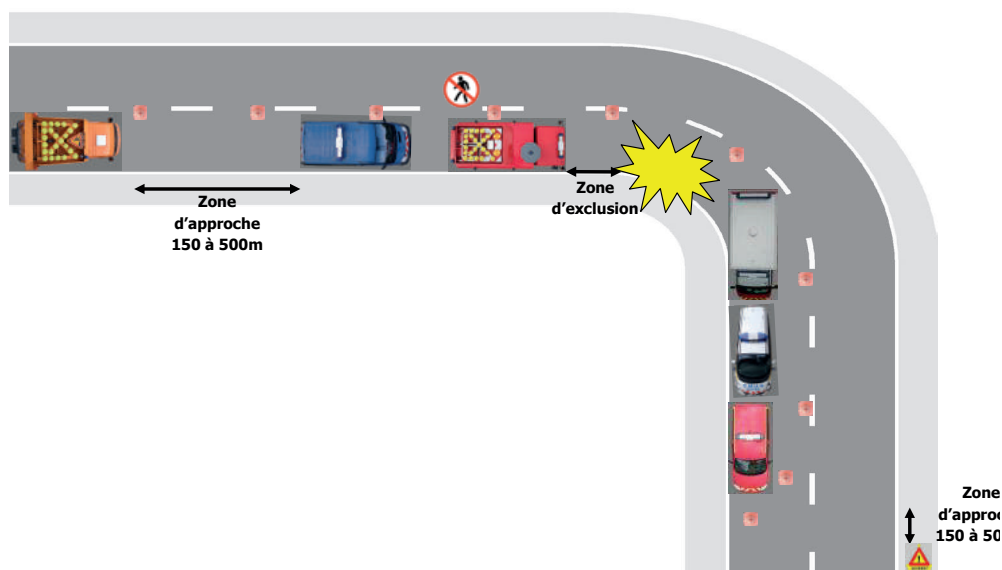 Zone
d'approche
150 à 500m
Zone
d'exclusion
Zone
d'approc
150 à 50